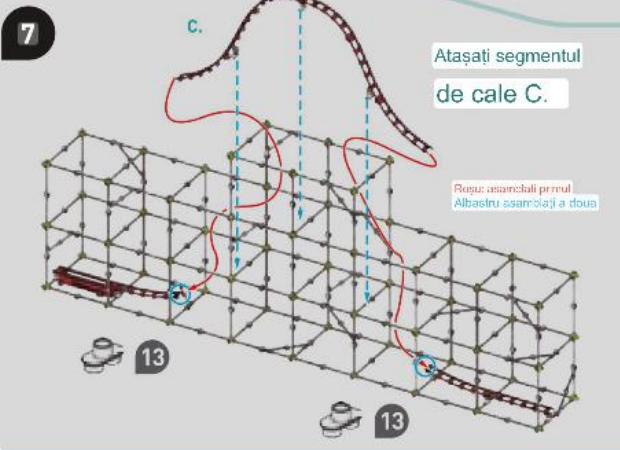 7
C.
Atașați segmentul
de cale C.
Roșu: asamblați primul
Albastru asamblați a doua
13
13